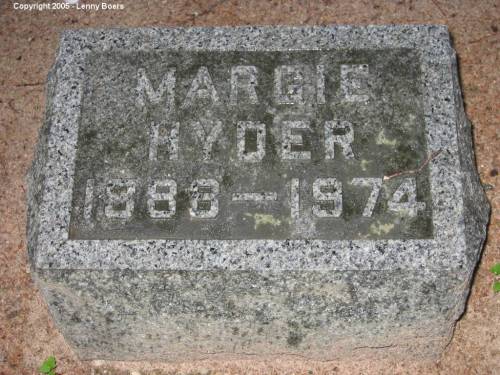 Copyright 2005 - Lenny Boers
MARGIE
HYDER
1888-1974